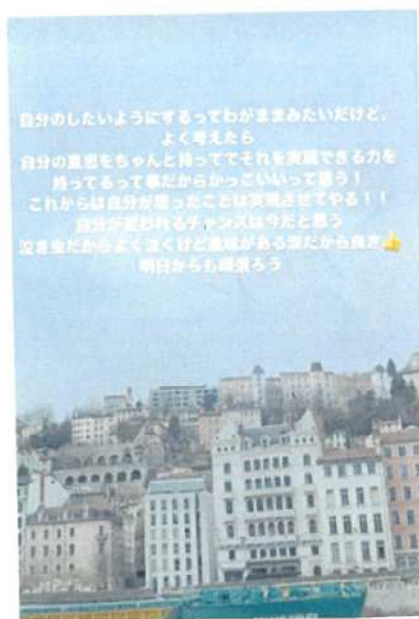 自分のしたいようにするってわがままみたいだけど、
よく考えたら
自分の意思をちゃんと持っててそれを実現できる力を
持ってるって事だからかっこいいって思う！
これからは自分が思ったことは実現させてやる！！
自分が変われるチャンスは今だと思う
泣き虫だからよく泣くけど意味がある涙だから良き👍
明日からも頑張ろう